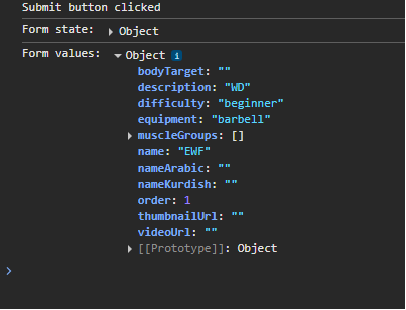 Submit button clicked
Form state: ▶ Object
Form values: ▼ Object i
bodyTarget: ""
description: "WD"
difficulty: "beginner"
equipment: "barbell"
▶ muscleGroups: []
name: "EWF"
nameArabic: ""
nameKurdish: ""
order: 1
thumbnailUrl: ""
videoUrl: ""
▶ [[Prototype]]: Object
>